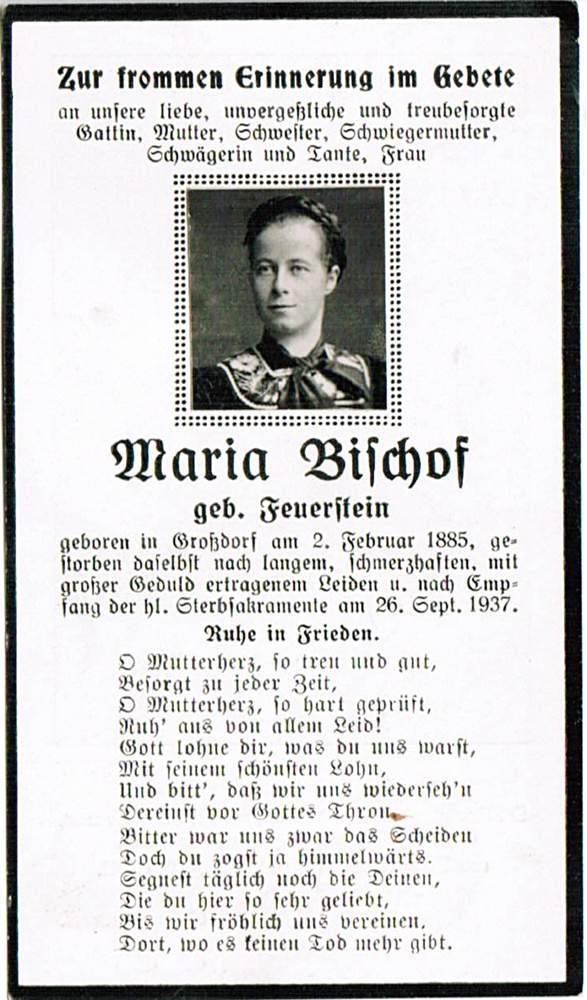 Zur frommen Erinnerung im Gebete
an unsere liebe, unvergeßliche und treubesorgte
Gattin, Mutter, Schwester, Schwiegermutter,
Schwägerin und Tante, Frau
Maria Bischof
geb. Feuerstein
geboren in Großdorf am 2. Februar 1885, ge-
storben daselbst nach langem, schmerzhaften, mit
großer Geduld ertragenem Leiden u. nach Emp-
fang der hl. Sterbsakramente am 26. Sept. 1937.
Ruhe in Frieden.
O Mutterherz, so treu und gut,
Besorgt zu jeder Zeit,
O Mutterherz, so hart geprüft,
Ruh' aus von allem Leid!
Gott lohne dir, was du uns warst,
Mit seinem schönsten Lohn,
Und bitt', daß wir uns wiederseh'n
Dereinst vor Gottes Thron.
Bitter war uns zwar das Scheiden
Doch du zogst ja himmelwärts.
Segnest täglich noch die Deinen,
Die du hier so sehr geliebt,
Bis wir fröhlich uns vereinen,
Dort, wo es keinen Tod mehr gibt.